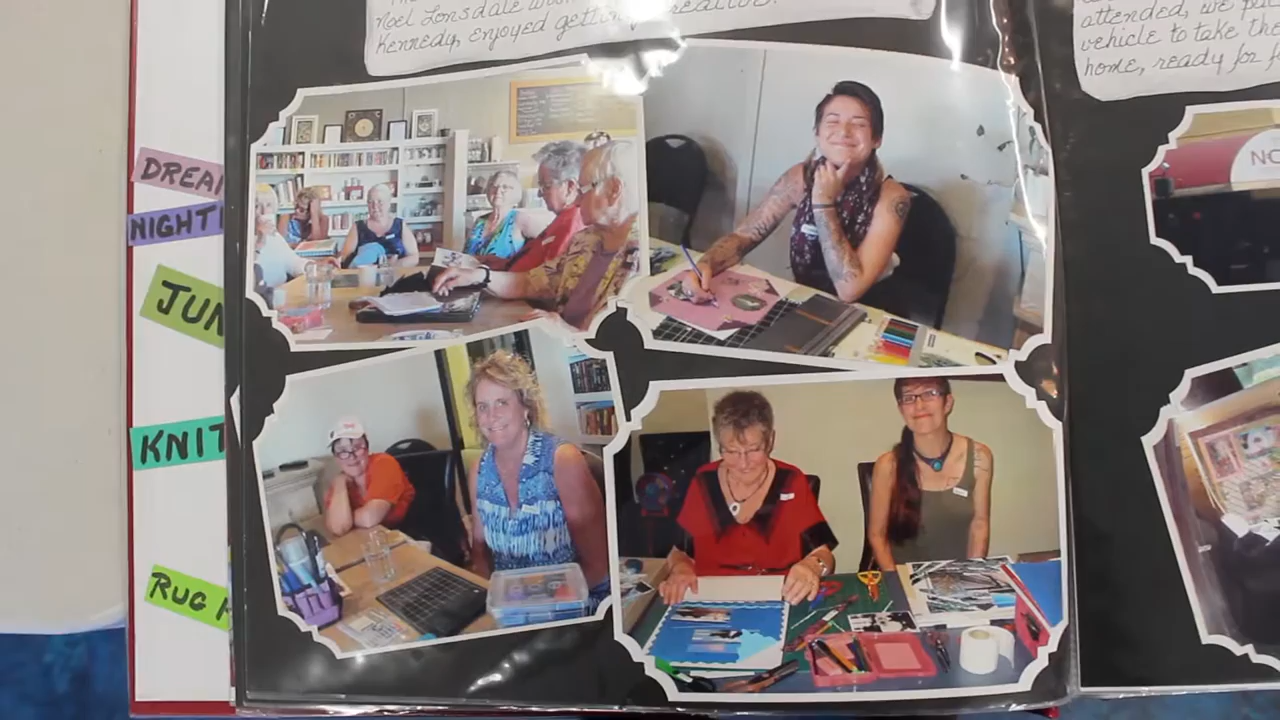 Noel Lonsdale
Kennedy, enjoyed getting creative.
attended, we
vehicle to take the
home, ready for
DREA
NIGHT
JUN
KNIT
RUG
NO